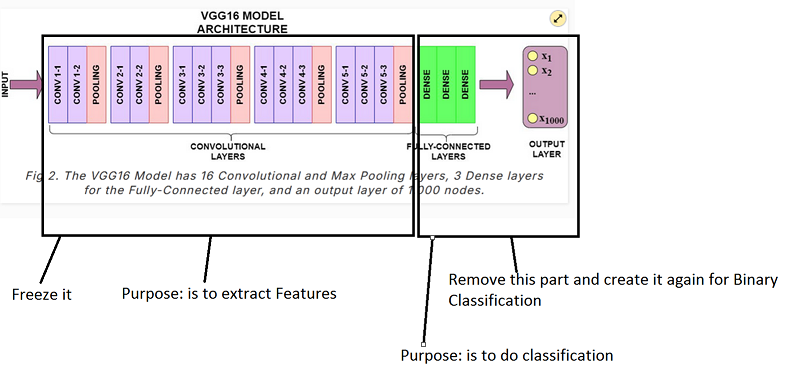 VGG16 MODEL
ARCHITECTURE
INPUT
CONV 1-1
CONV 1-2
POOLING
CONV 2-1
CONV 2-2
POOLING
CONV 3-1
CONV 3-2
CONV 3-3
POOLING
CONV 4-1
CONV 4-2
CONV 4-3
POOLING
CONV 5-1
CONV 5-2
CONV 5-3
POOLING
DENSE
DENSE
DENSE
x1
x2
...
x1000
CONVOLUTIONAL
LAYERS
FULLY-CONNECTED
LAYERS
OUTPUT
LAYER
Fig 2. The VGG16 Model has 16 Convolutional and Max Pooling layers, 3 Dense layers
for the Fully-Connected layer, and an output layer of 1,000 nodes.
Freeze it
Purpose: is to extract Features
Remove this part and create it again for Binary
Classification
Purpose: is to do classification